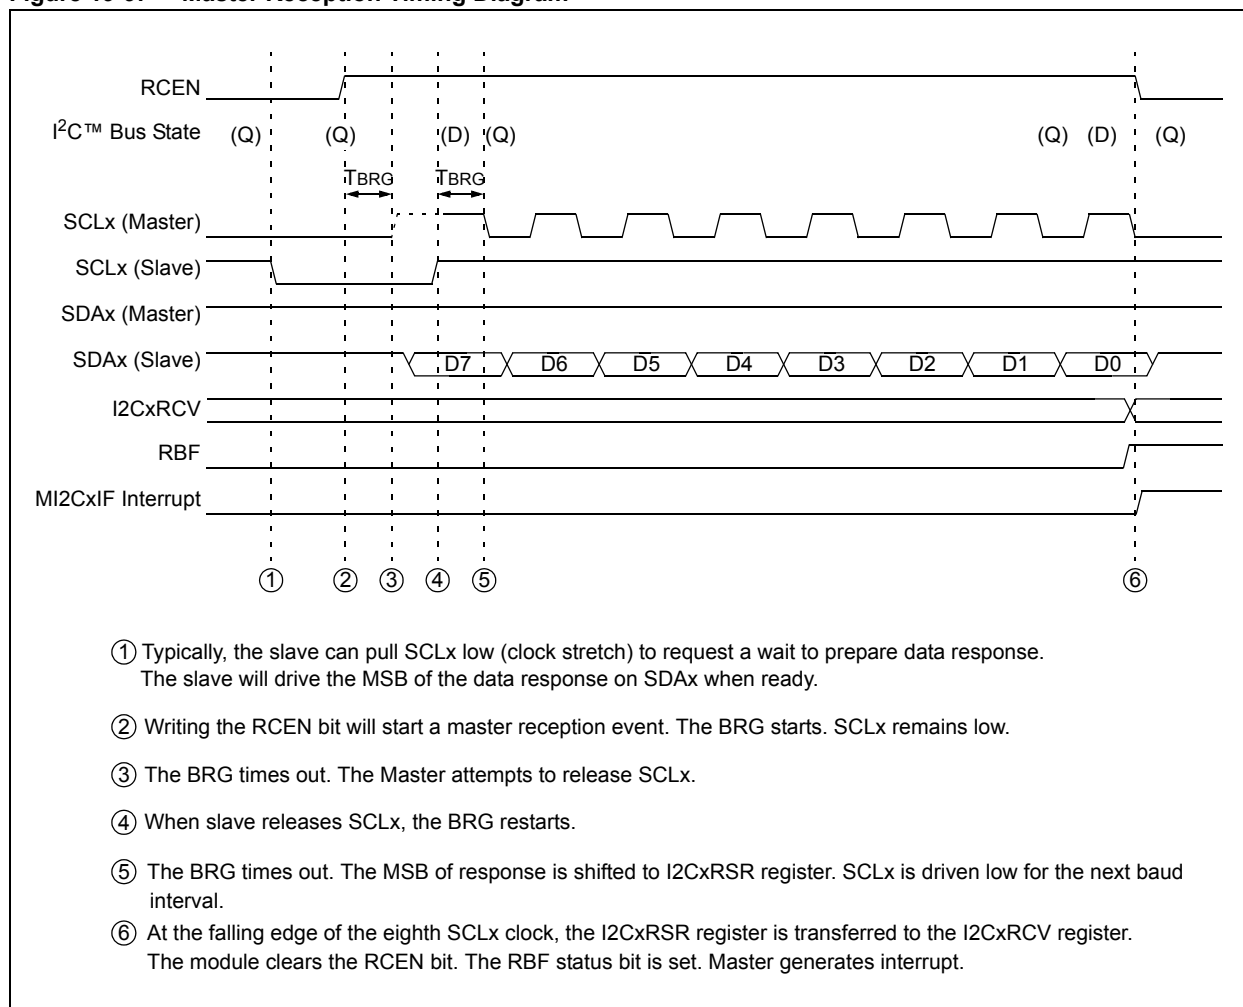 RCEN
I²C™ Bus State (Q) (Q) (D) (Q) (Q) (D) (Q)
TBRG TBRG
SCLx (Master)
SCLx (Slave)
SDAx (Master)
SDAx (Slave) D7 D6 D5 D4 D3 D2 D1 D0
I2CxRCV
RBF
MI2CxIF Interrupt
1 2 3 4 5 6
1 Typically, the slave can pull SCLx low (clock stretch) to request a wait to prepare data response.
The slave will drive the MSB of the data response on SDAx when ready.
2 Writing the RCEN bit will start a master reception event. The BRG starts. SCLx remains low.
3 The BRG times out. The Master attempts to release SCLx.
4 When slave releases SCLx, the BRG restarts.
5 The BRG times out. The MSB of response is shifted to I2CxRSR register. SCLx is driven low for the next baud
interval.
6 At the falling edge of the eighth SCLx clock, the I2CxRSR register is transferred to the I2CxRCV register.
The module clears the RCEN bit. The RBF status bit is set. Master generates interrupt.